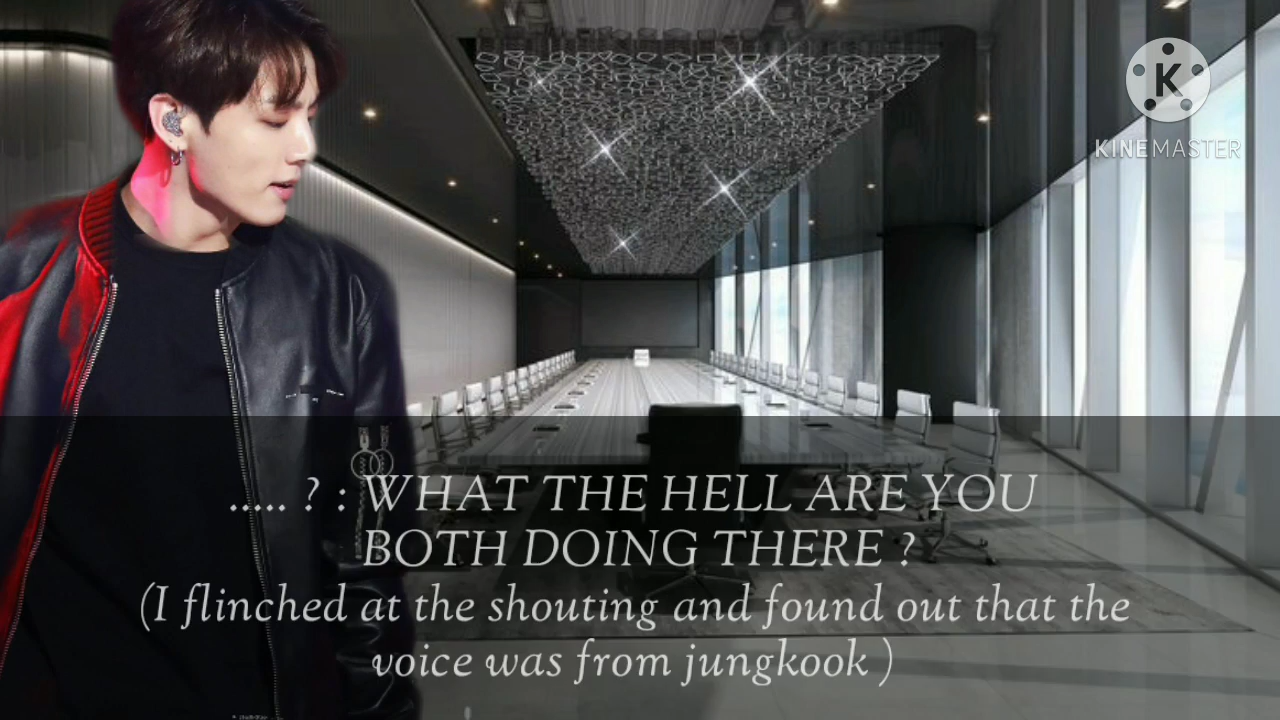 K
KINEMASTER
..... ? : WHAT THE HELL ARE YOU
BOTH DOING THERE ?
(I flinched at the shouting and found out that the
voice was from jungkook )